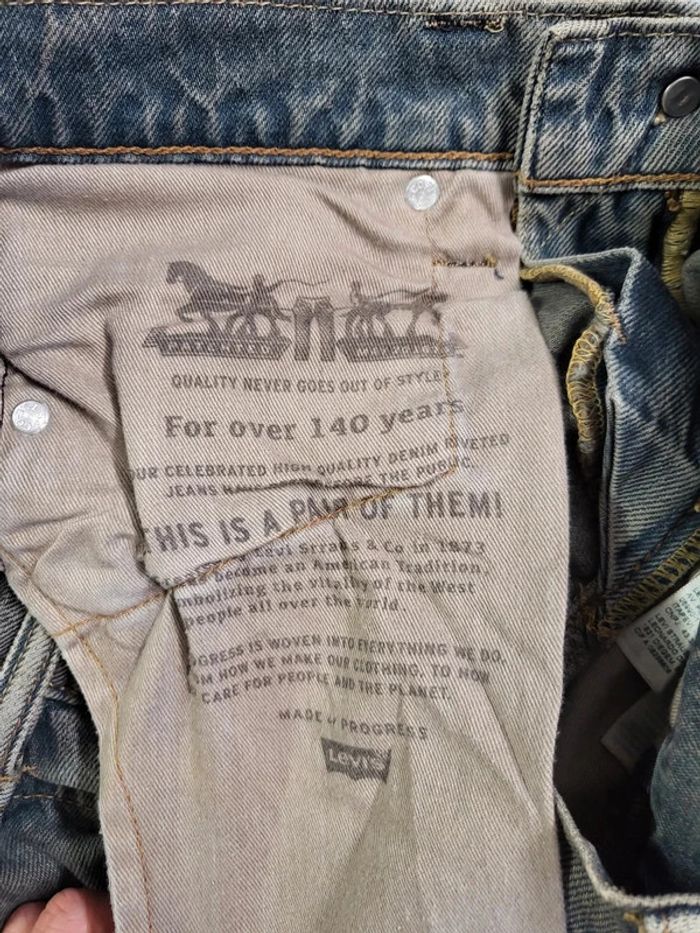 QUALITY NEVER GOES OUT OF STYLE
For over 140 years
OUR CELEBRATED HIGH QUALITY DENIM RIVETED
JEANS THE PUBLIC.
THIS IS A PAIR OF THEM!
Levi Strauss & Co in 1873
become an American Tradition,
the vitality of the West
people all over the world.
PROGRESS IS WOVEN INTO EVERYTHING WE DO.
HOW WE MAKE OUR CLOTHING, TO HOW
CARE FOR PEOPLE AND THE PLANET.
MADE of PROGRESS
Levi's